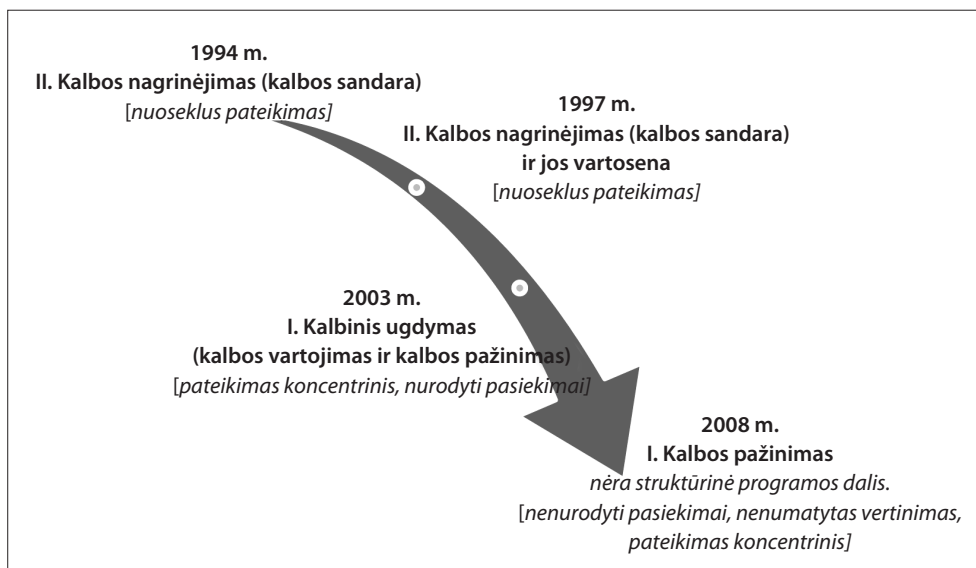 1994 m.
II. Kalbos nagrinėjimas (kalbos sandara)
[nuoseklus pateikimas]
1997 m.
II. Kalbos nagrinėjimas (kalbos sandara)
ir jos vartosena
[nuoseklus pateikimas]
2003 m.
I. Kalbinis ugdymas
(kalbos vartojimas ir kalbos pažinimas)
[pateikimas koncentrinis, nurodyti pasiekimai]
2008 m.
I. Kalbos pažinimas
nėra struktūrinė programos dalis.
[nenurodyti pasiekimai, nenumatytas vertinimas,
pateikimas koncentrinis]